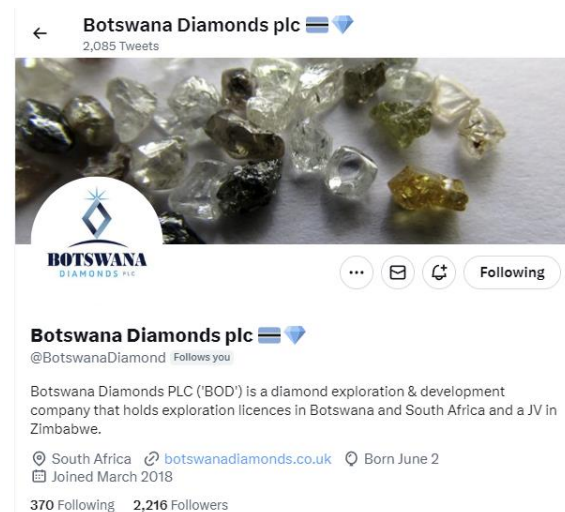 Botswana Diamonds plc 🇧🇼💎
2,085 Tweets
BOTSWANA
DIAMONDS PLC
Following
Botswana Diamonds plc 🇧🇼💎
@BotswanaDiamond Follows you
Botswana Diamonds PLC ('BOD') is a diamond exploration & development
company that holds exploration licences in Botswana and South Africa and a JV in
Zimbabwe.
South Africa botswanadiamonds.co.uk Born June 2
Joined March 2018
370 Following 2,216 Followers